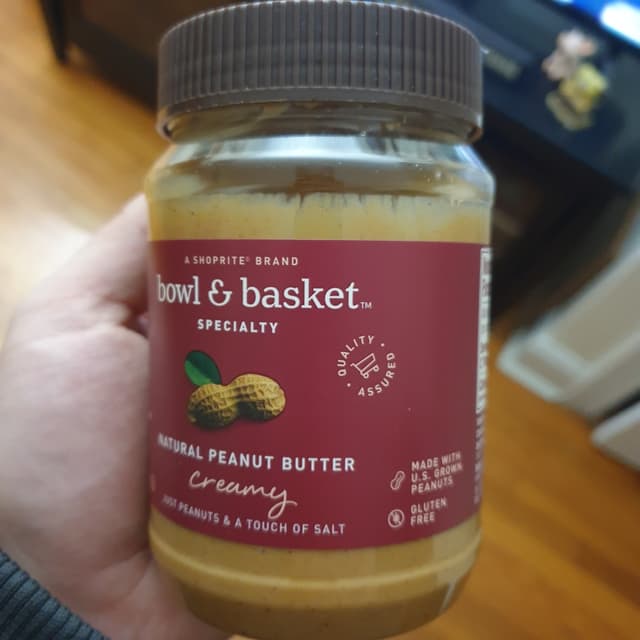 A SHOPRITE® BRAND
bowl & basket™
SPECIALTY
QUALITY ASSURED
NATURAL PEANUT BUTTER
creamy
JUST PEANUTS & A TOUCH OF SALT
MADE WITH
U.S. GROWN
PEANUTS
GLUTEN
FREE